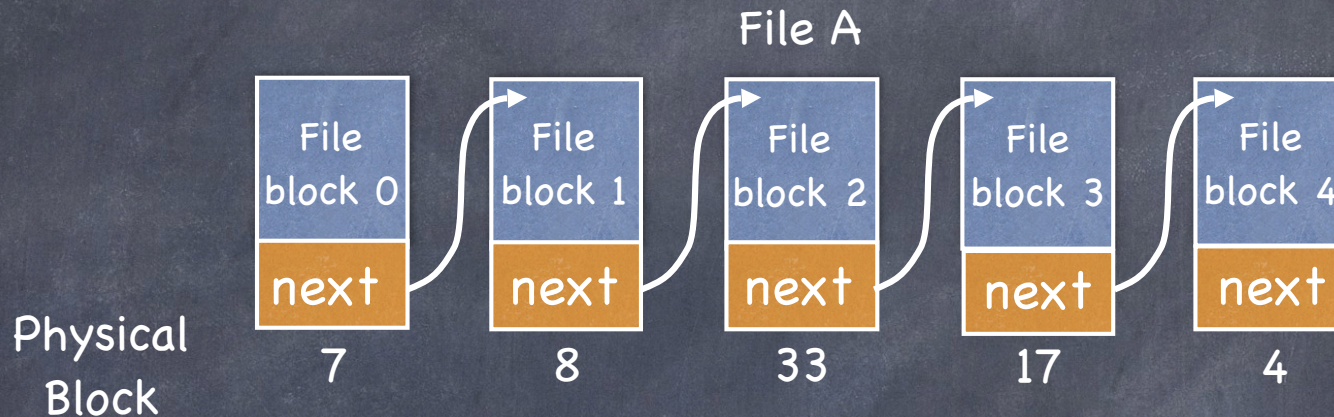 File A
File
block 0
next
File
block 1
next
File
block 2
next
File
block 3
next
File
block 4
next
Physical
Block
7
8
33
17
4